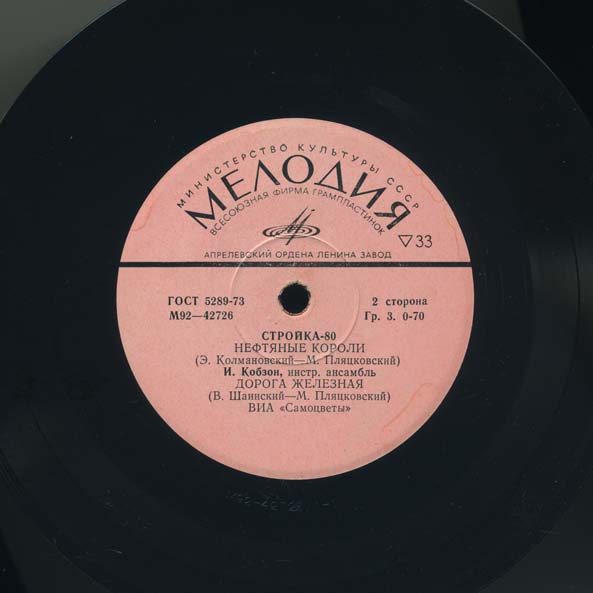 МИНИСТЕРСТВО КУЛЬТУРЫ СССР
МЕЛОДИЯ
ВСЕСОЮЗНАЯ ФИРМА ГРАМПЛАСТИНОК
▽33
АПРЕЛЕВСКИЙ ОРДЕНА ЛЕНИНА ЗАВОД
ГОСТ 5289-73 2 сторона
М92—42726 Гр. 3. 0-70
СТРОЙКА-80
НЕФТЯНЫЕ КОРОЛИ
(Э. Колмановский—М. Пляцковский)
И. Кобзон, инстр. ансамбль
ДОРОГА ЖЕЛЕЗНАЯ
(В. Шаинский—М. Пляцковский)
ВИА «Самоцветы»